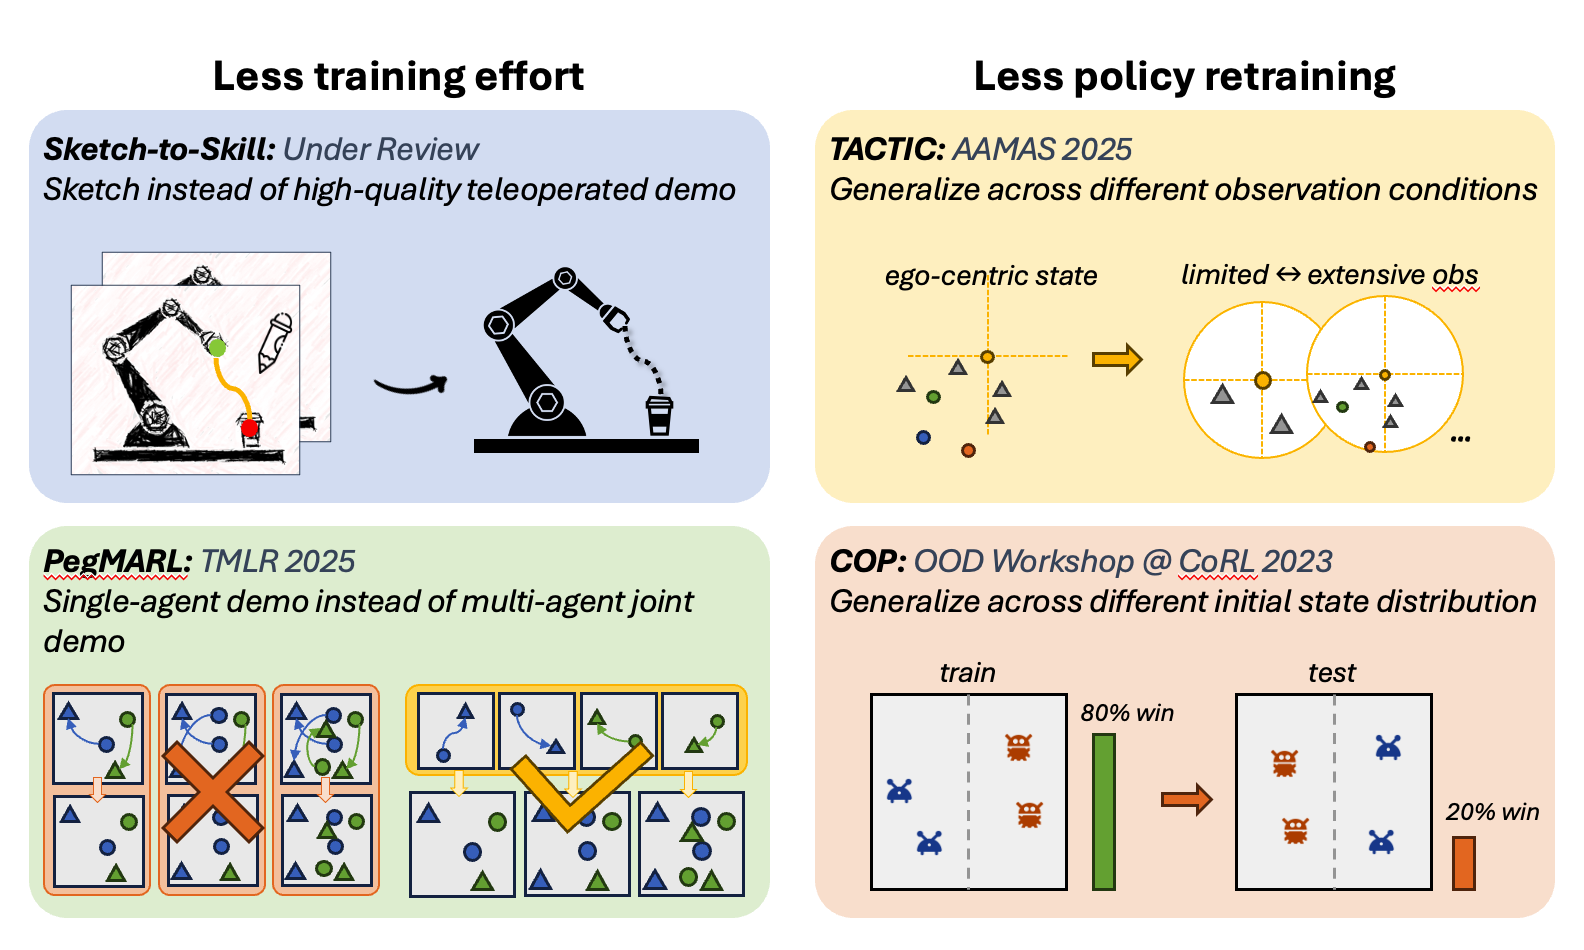 Less training effort
Sketch-to-Skill: Under Review
Sketch instead of high-quality teleoperated demo
PegMARL: TMLR 2025
Single-agent demo instead of multi-agent joint
demo
Less policy retraining
TACTIC: AAMAS 2025
Generalize across different observation conditions
ego-centric state
limited ↔ extensive obs
...
COP: OOD Workshop @ CoRL 2023
Generalize across different initial state distribution
train
80% win
test
20% win